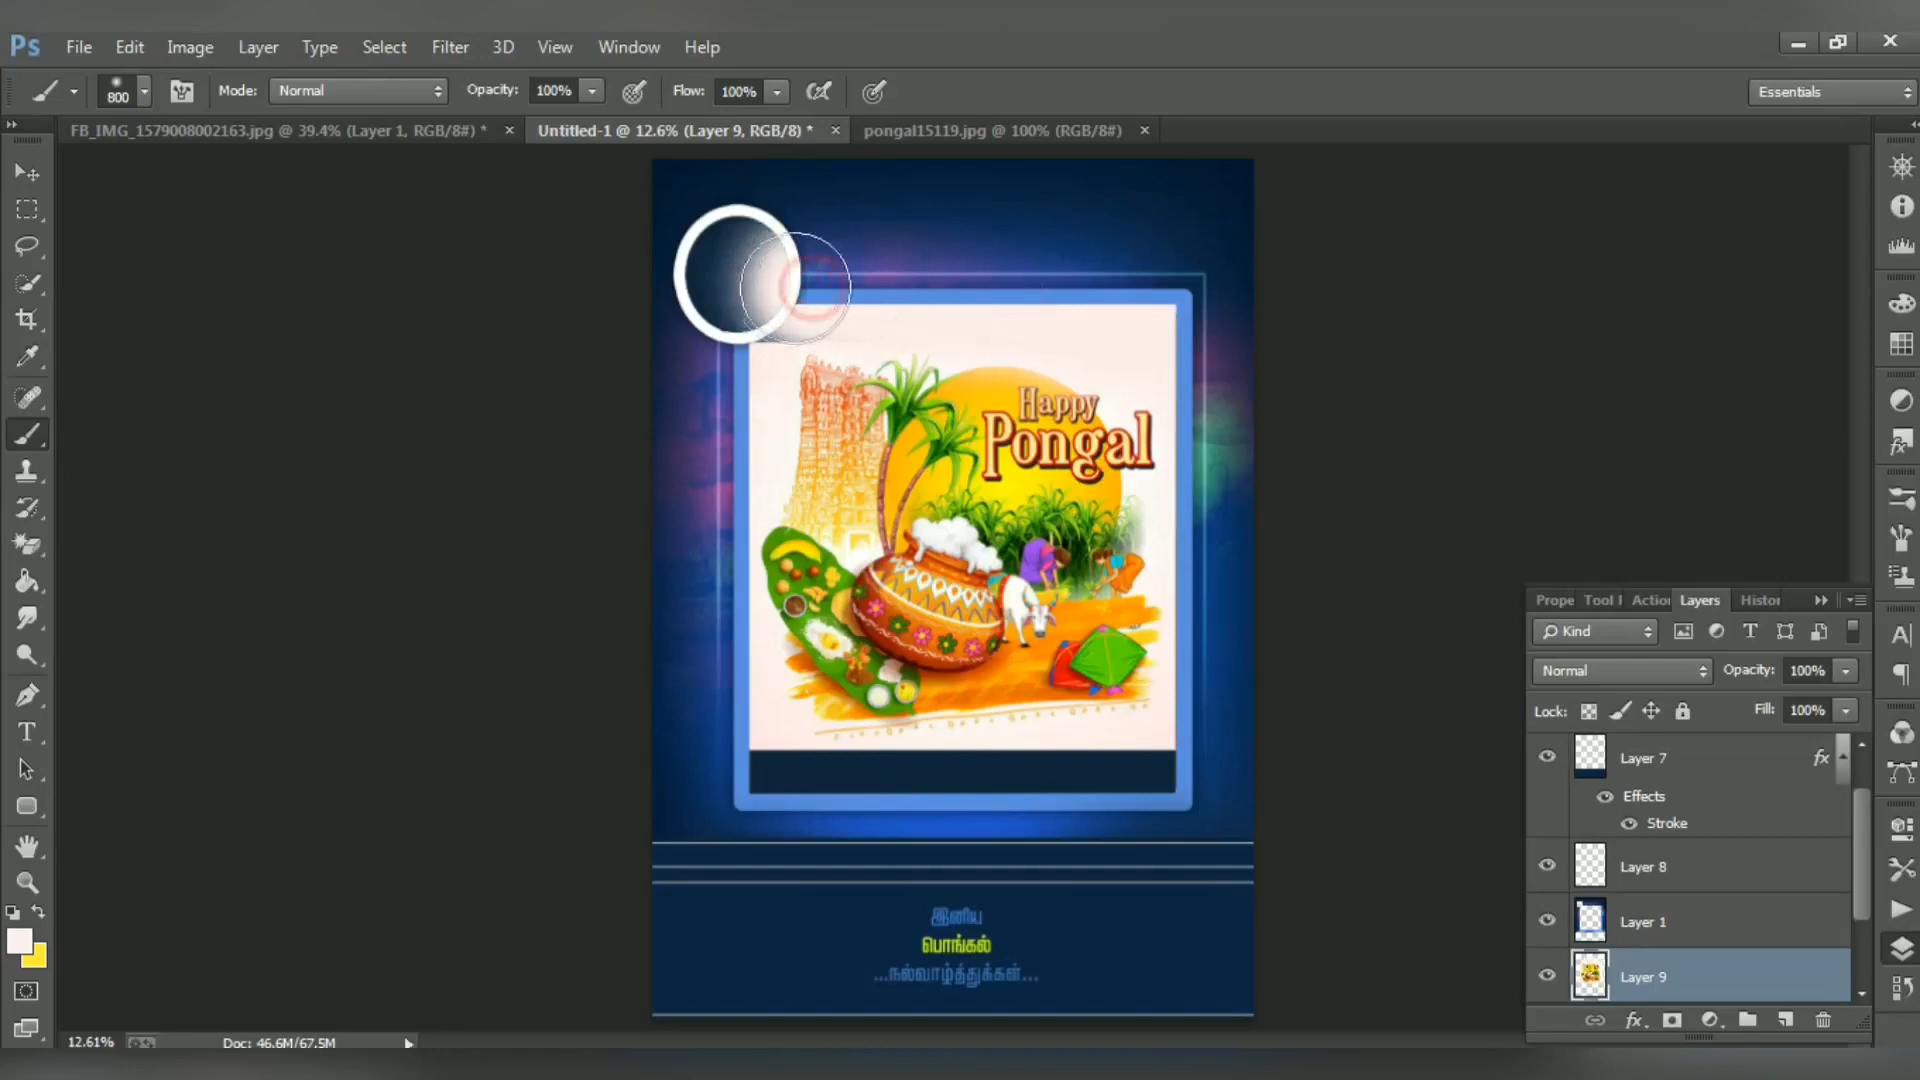 Ps File Edit Image Layer Type Select Filter 3D View Window Help
800 Mode: Normal Opacity: 100% Flow: 100% Essentials
FB_IMG_1579008002163.jpg @ 39.4% (Layer 1, RGB/8#) * × Untitled-1 @ 12.6% (Layer 9, RGB/8) * × pongal15119.jpg @ 100% (RGB/8#) ×
Happy
Pongal
Prope Tool Actio Layers Histor
Kind
Normal Opacity: 100%
Lock: Fill: 100%
Layer 7 fx
Effects
Stroke
Layer 8
Layer 1
Layer 9
இனிய
பொங்கல்
...நல்வாழ்த்துக்கள்...
12.61% Doc: 46.6M/67.5M